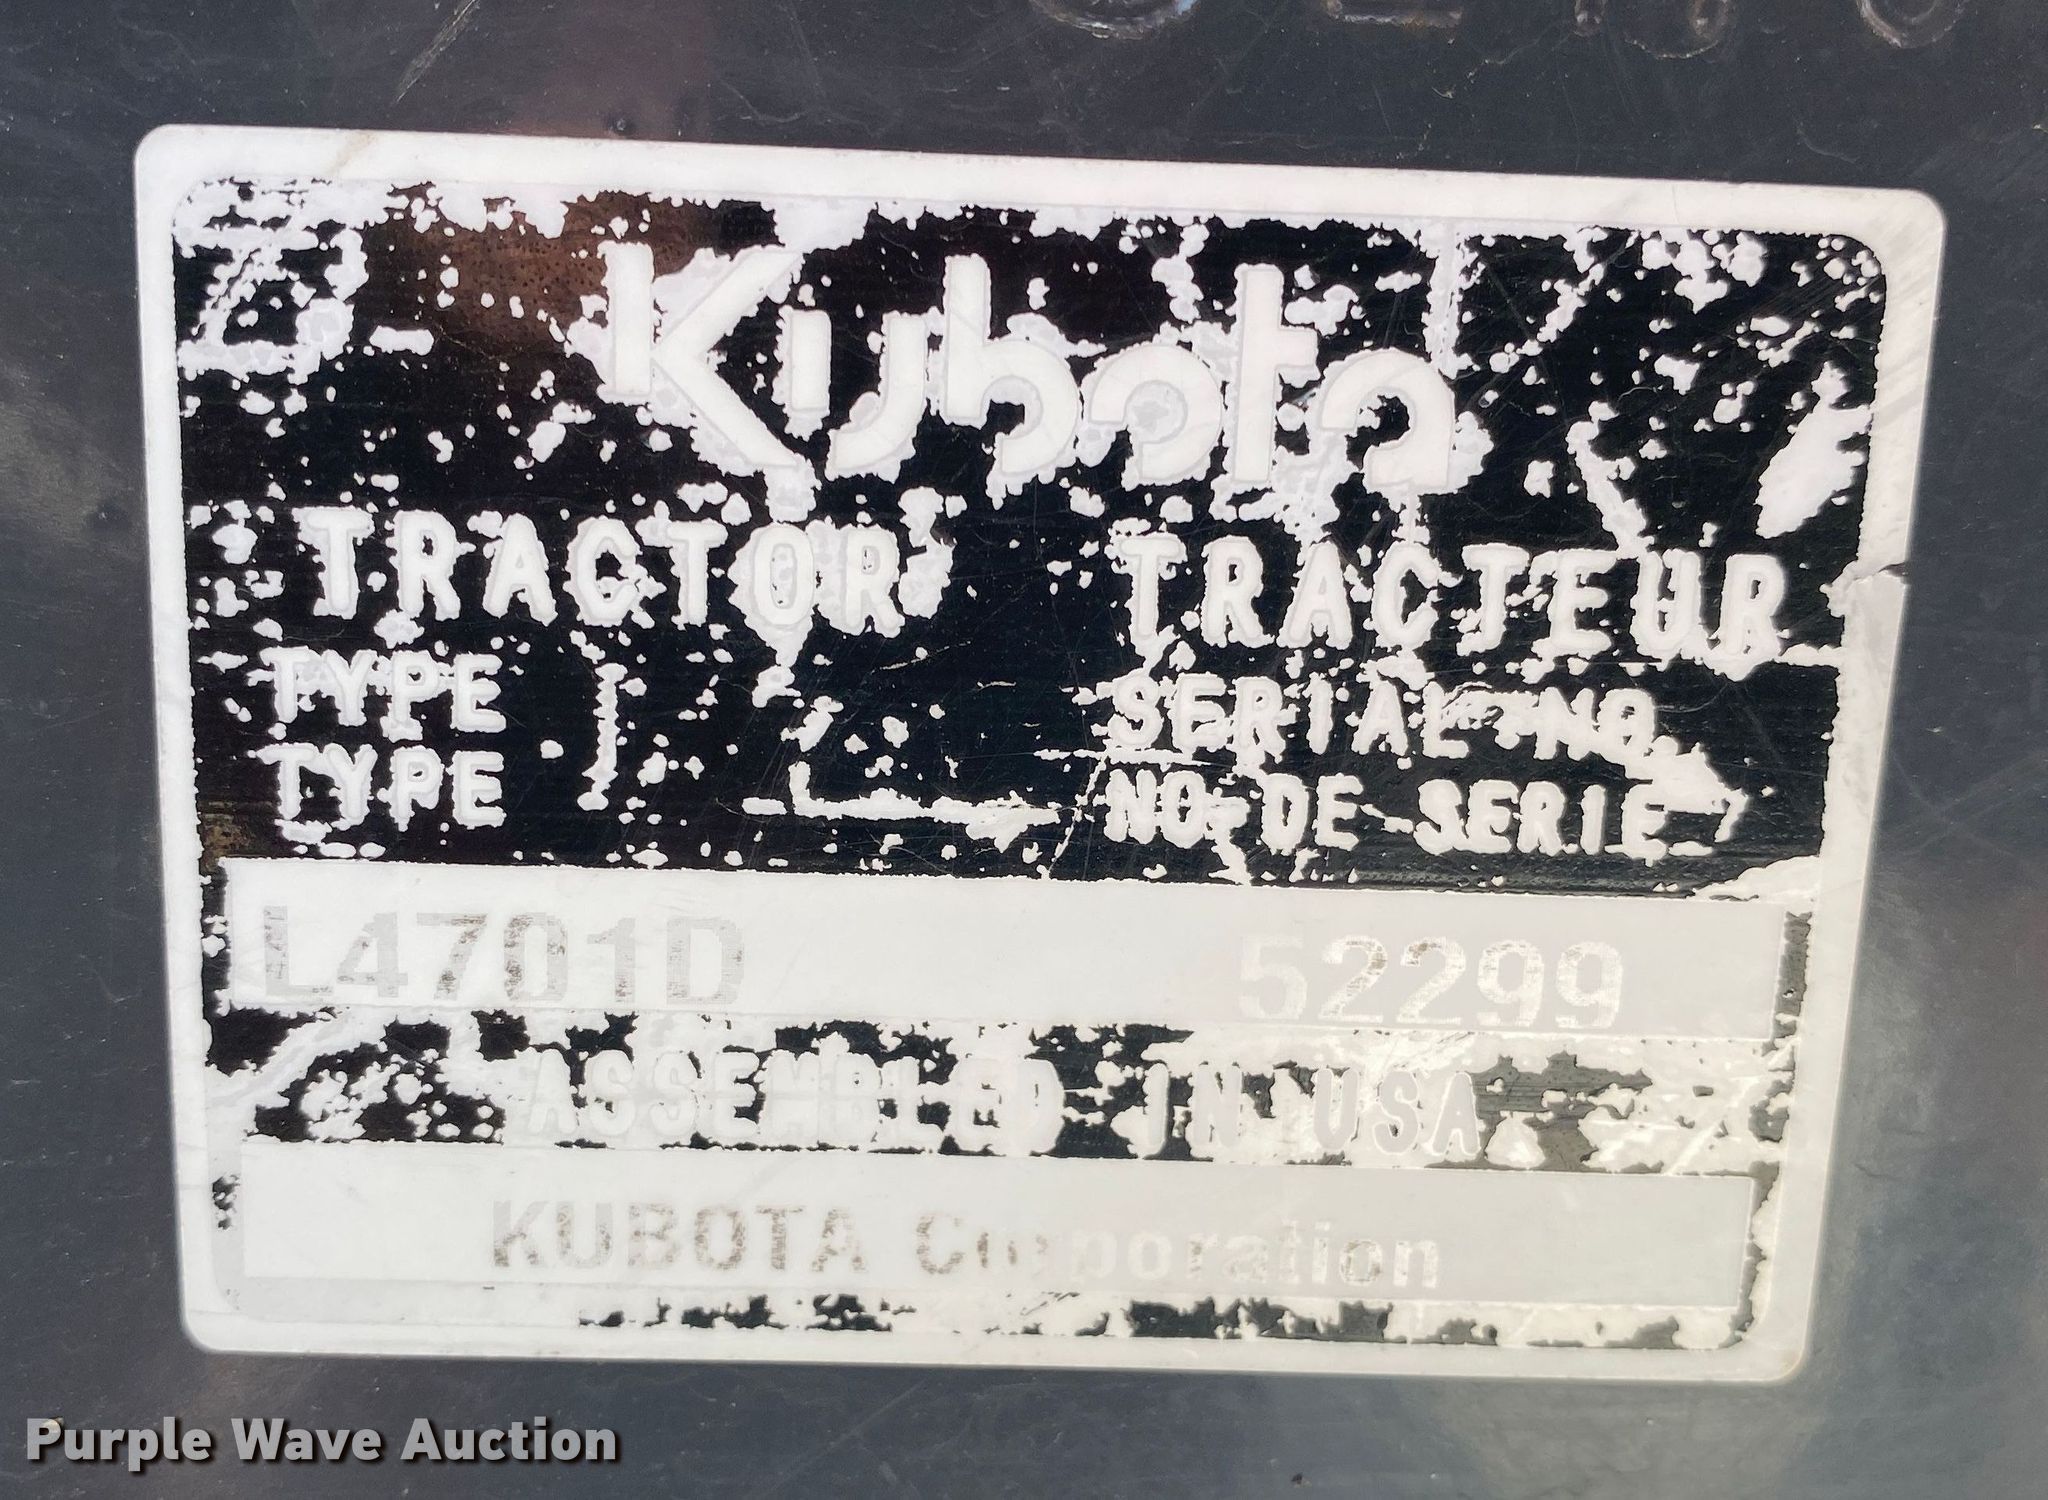 Kubota
TRACTOR TRACTEUR
TYPE SERIAL NO.
TYPE NO DE SERIE
L4701D 52299
ASSEMBLED IN USA
KUBOTA Corporation
Purple Wave Auction